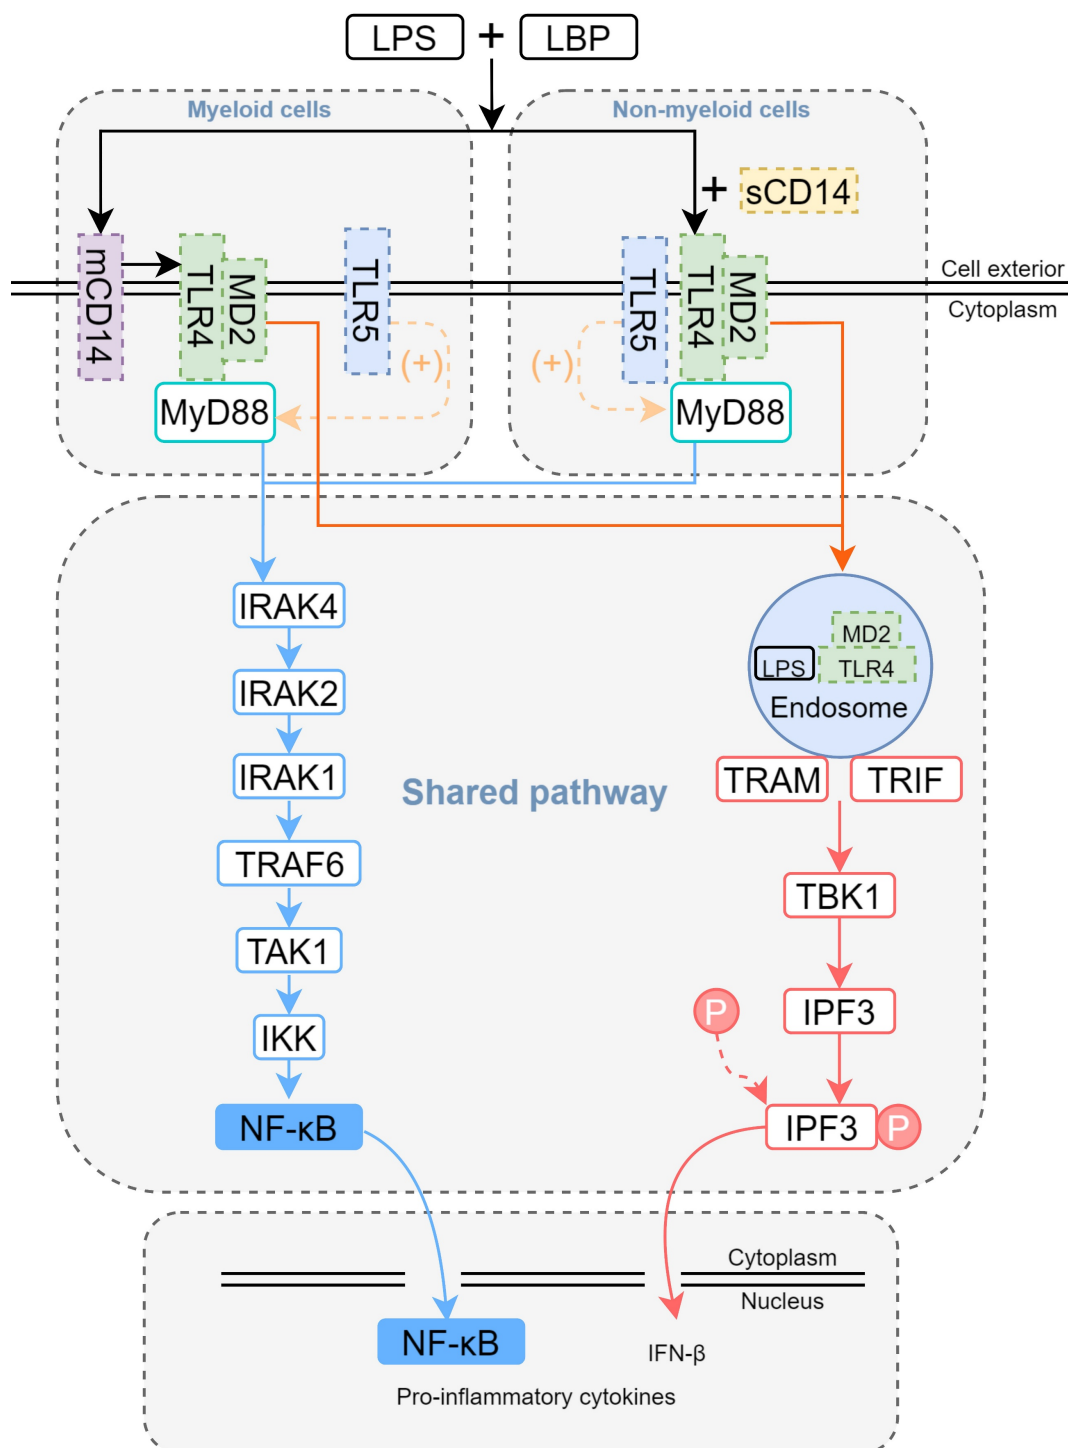 LPS + LBP
Myeloid cells
Non-myeloid cells
+ sCD14
mCD14
TLR4
MD2
TLR5
TLR5
TLR4
MD2
Cell exterior
Cytoplasm
(+)
(+)
MyD88
MyD88
IRAK4
IRAK2
IRAK1
TRAF6
TAK1
IKK
NF-κB
Shared pathway
MD2
LPS
TLR4
Endosome
TRAM
TRIF
TBK1
IPF3
P
IPF3
P
Cytoplasm
Nucleus
NF-κB
IFN-β
Pro-inflammatory cytokines